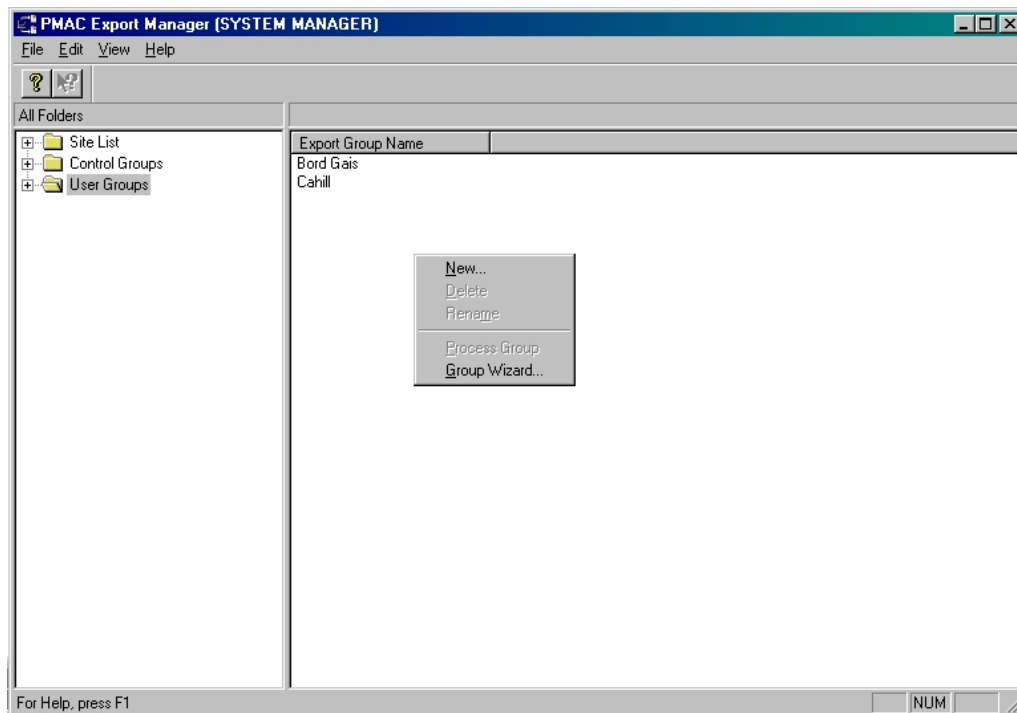 PMAC Export Manager (SYSTEM MANAGER)
File Edit View Help
All Folders
Site List
Control Groups
User Groups
Export Group Name
Bord Gais
Cahill
New...
Delete
Rename
Process Group
Group Wizard...
For Help, press F1
NUM